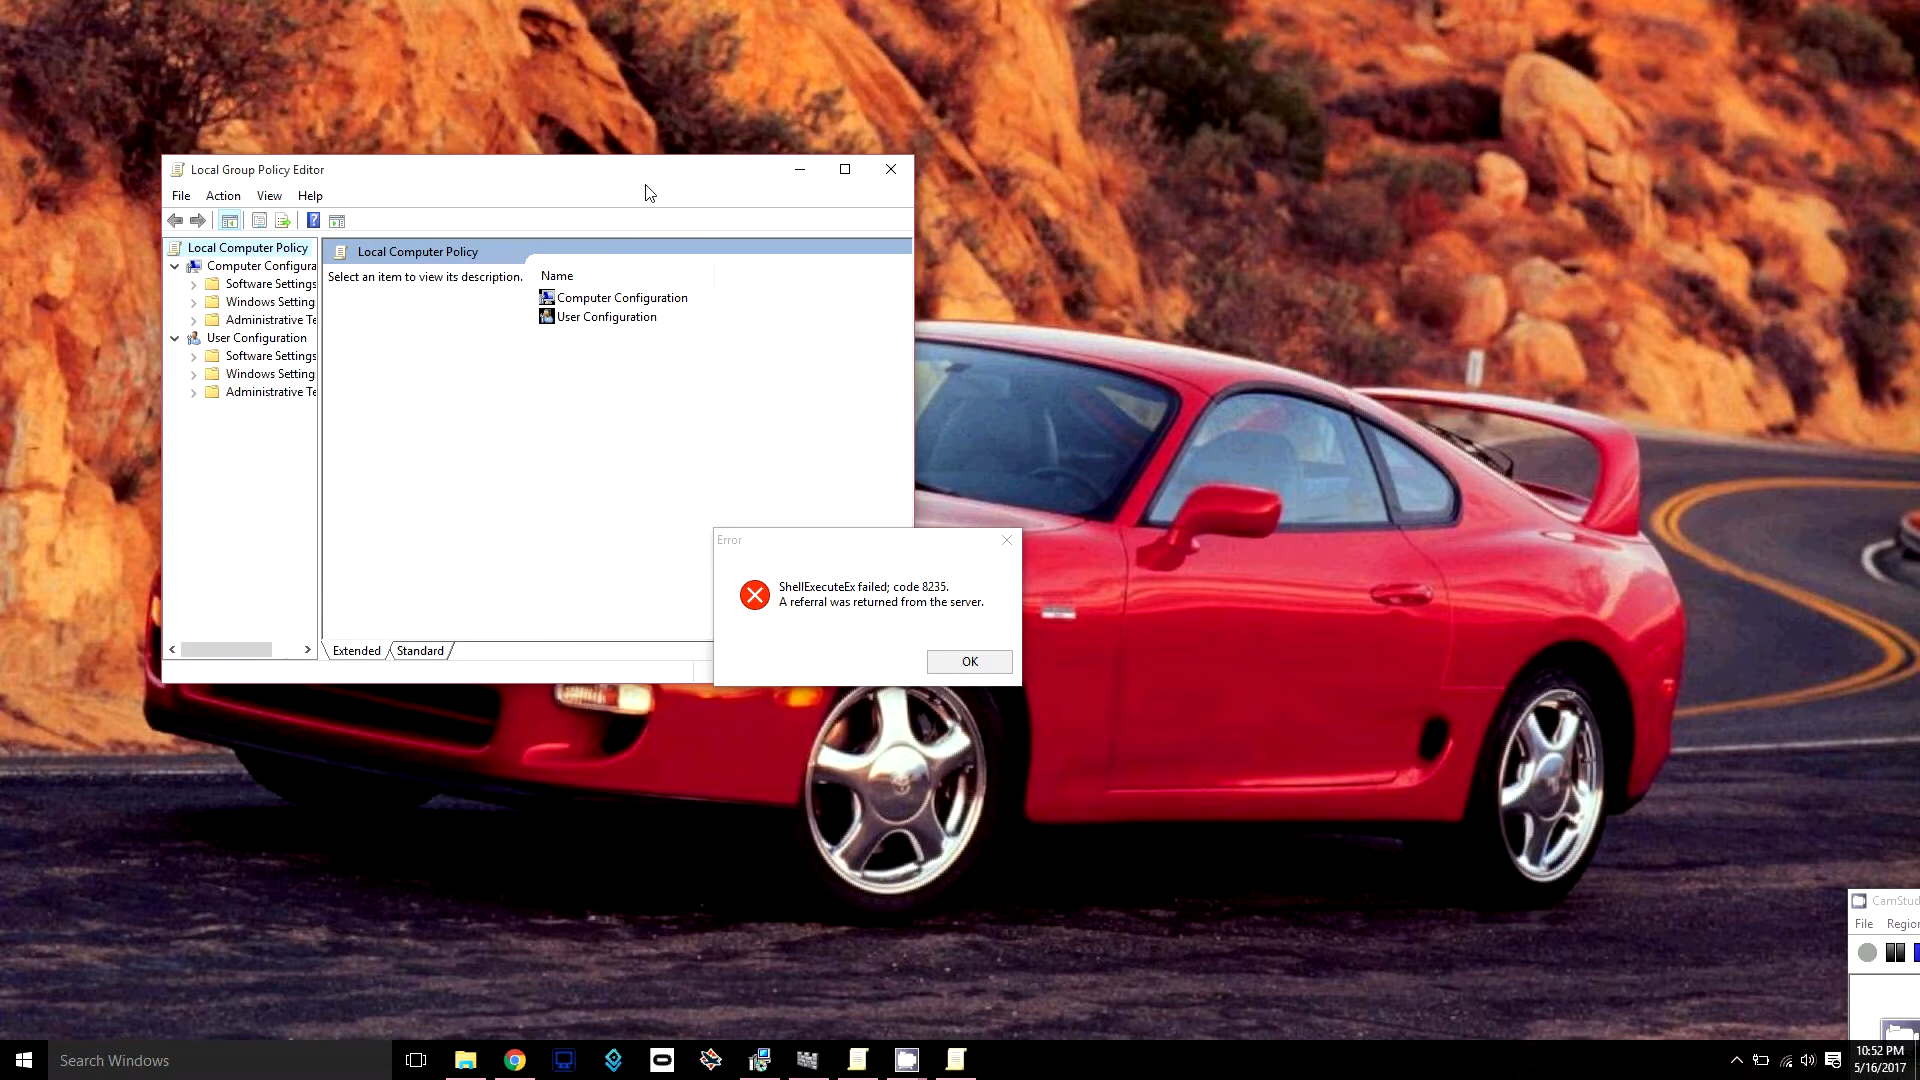 Local Group Policy Editor
File Action View Help
Local Computer Policy
Computer Configura
Software Settings
Windows Setting
Administrative Te
User Configuration
Software Settings
Windows Setting
Administrative Te
Local Computer Policy
Select an item to view its description.
Name
Computer Configuration
User Configuration
Extended
Standard
Error
ShellExecuteEx failed; code 8235.
A referral was returned from the server.
OK
CamStud
File Region
Search Windows
10:52 PM
5/16/2017